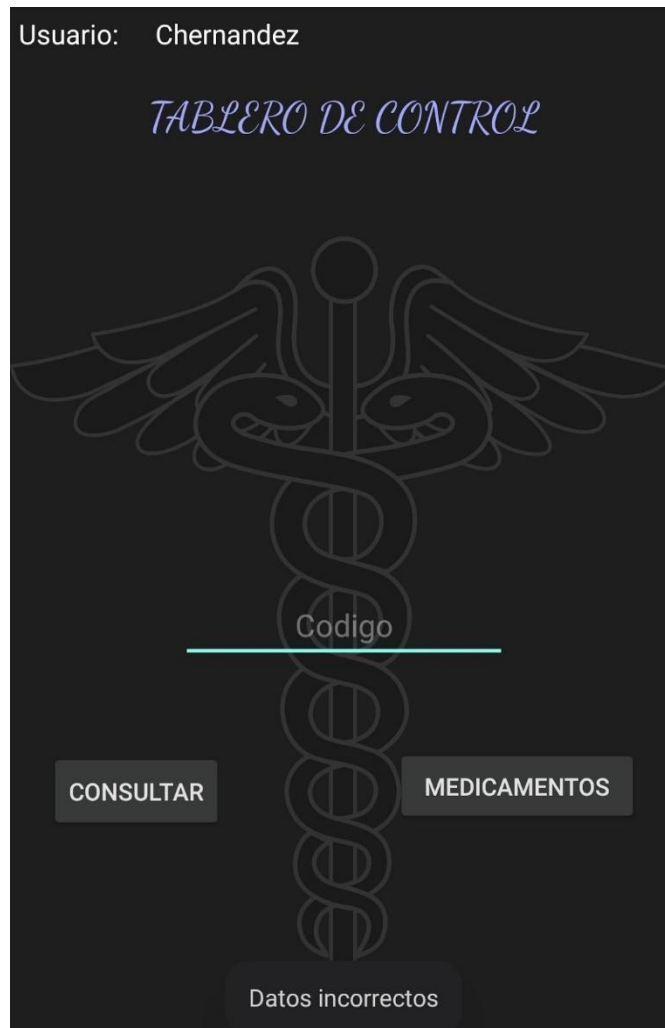 Usuario: Chernandez
TABLERO DE CONTROL
Codigo
CONSULTAR MEDICAMENTOS
Datos incorrectos